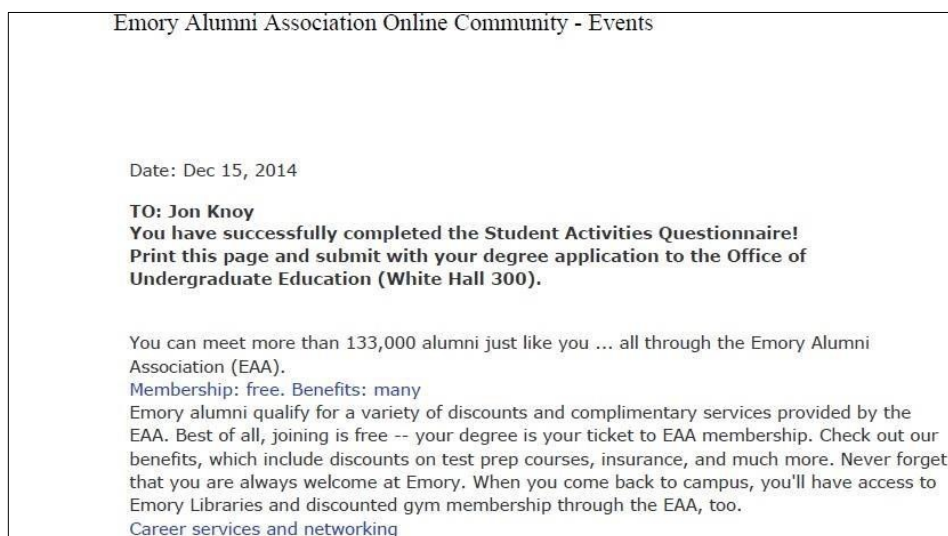 Emory Alumni Association Online Community - Events
Date: Dec 15, 2014
TO: Jon Knoy
You have successfully completed the Student Activities Questionnaire!
Print this page and submit with your degree application to the Office of
Undergraduate Education (White Hall 300).
You can meet more than 133,000 alumni just like you ... all through the Emory Alumni
Association (EAA).
Membership: free. Benefits: many
Emory alumni qualify for a variety of discounts and complimentary services provided by the
EAA. Best of all, joining is free -- your degree is your ticket to EAA membership. Check out our
benefits, which include discounts on test prep courses, insurance, and much more. Never forget
that you are always welcome at Emory. When you come back to campus, you'll have access to
Emory Libraries and discounted gym membership through the EAA, too.
Career services and networking